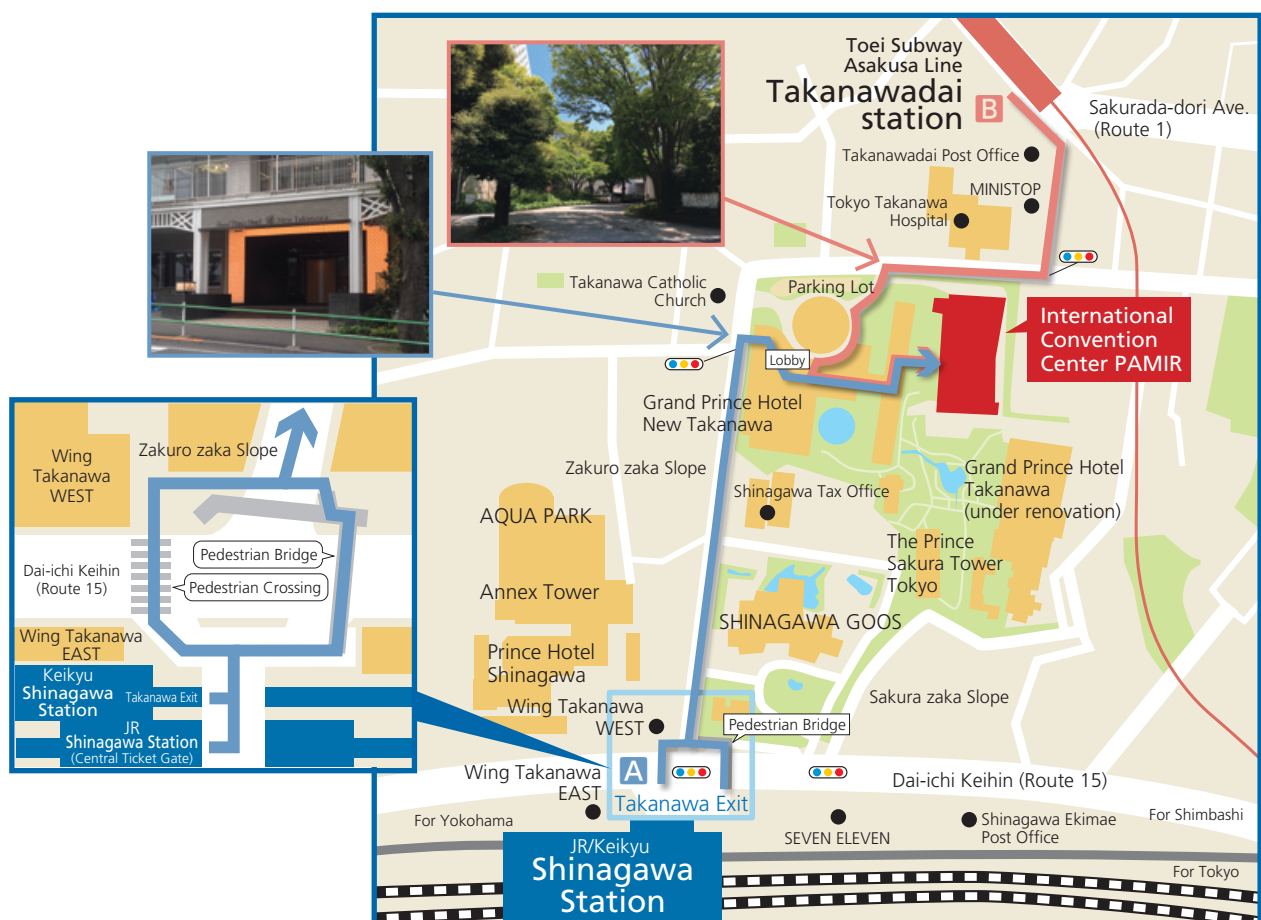 Toei Subway
Asakusa Line
Takanawadai
station
B
Sakurada-dori Ave.
(Route 1)
Takanawadai Post Office
MINISTOP
Tokyo Takanawa
Hospital
Takanawa Catholic
Church
Parking Lot
International
Convention
Center PAMIR
Lobby
Grand Prince Hotel
New Takanawa
Zakuro zaka Slope
Shinagawa Tax Office
Grand Prince Hotel
Takanawa
(under renovation)
AQUA PARK
The Prince
Sakura Tower
Tokyo
Annex Tower
SHINAGAWA GOOS
Prince Hotel
Shinagawa
Sakura zaka Slope
Wing Takanawa
WEST
Pedestrian Bridge
A
Takanawa Exit
Wing Takanawa
EAST
Dai-ichi Keihin (Route 15)
For Yokohama
SEVEN ELEVEN
Shinagawa Ekimae
Post Office
For Shimbashi
JR/Keikyu
Shinagawa
Station
For Tokyo
Zakuro zaka Slope
Wing
Takanawa
WEST
Pedestrian Bridge
Dai-ichi Keihin
(Route 15)
Pedestrian Crossing
Wing Takanawa
EAST
Keikyu
Shinagawa
Station
Takanawa Exit
JR
Shinagawa Station
(Central Ticket Gate)